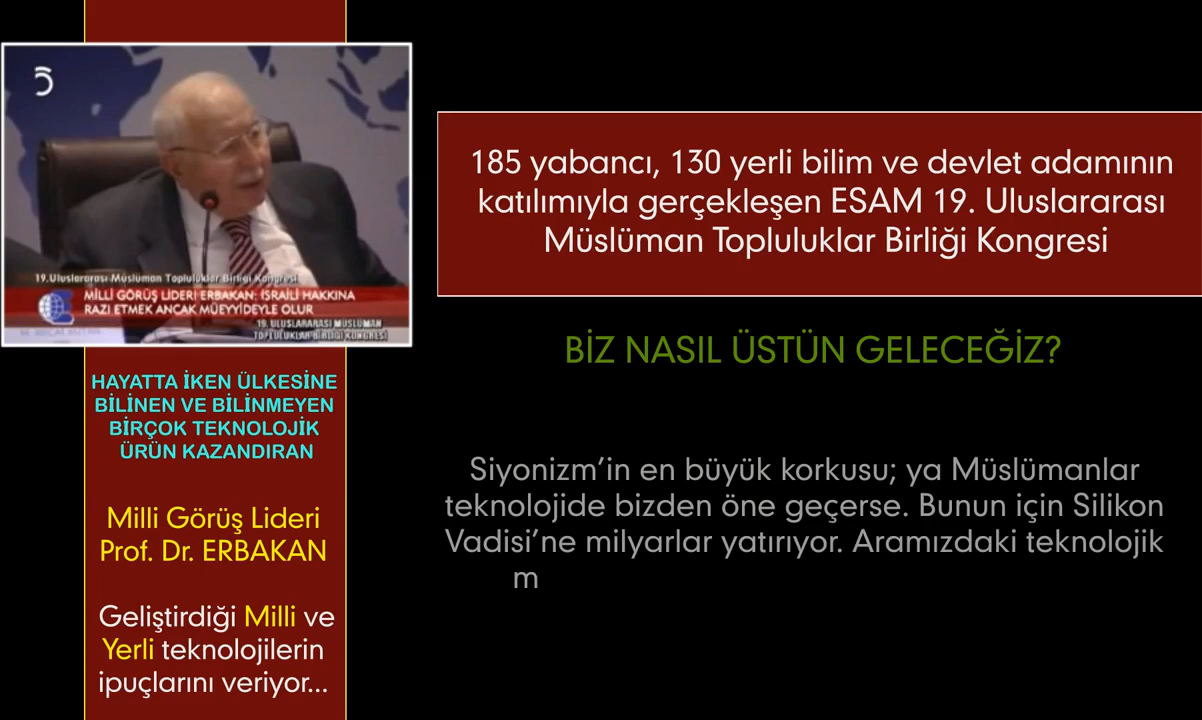 19.Uluslararası Müslüman Topluluklar Birliği Kongresi
MİLLİ GÖRÜŞ LİDERİ ERBAKAN: İSRAİLİ HAKKINA
RAZI ETMEK ANCAK MÜEYYİDEYLE OLUR
19. ULUSLARARASI MÜSLÜMAN
TOPLULUKLAR BİRLİĞİ KONGRESİ
HAYATTA İKEN ÜLKESİNE
BİLİNEN VE BİLİNMEYEN
BİRÇOK TEKNOLOJİK
ÜRÜN KAZANDIRAN
Milli Görüş Lideri
Prof. Dr. ERBAKAN
Geliştirdiği Milli ve
Yerli teknolojilerin
ipuçlarını veriyor...
185 yabancı, 130 yerli bilim ve devlet adamının
katılımıyla gerçekleşen ESAM 19. Uluslararası
Müslüman Topluluklar Birliği Kongresi
BİZ NASIL ÜSTÜN GELECEĞİZ?
Siyonizm’in en büyük korkusu; ya Müslümanlar
teknolojide bizden öne geçerse. Bunun için Silikon
Vadisi’ne milyarlar yatırıyor. Aramızdaki teknolojik
m